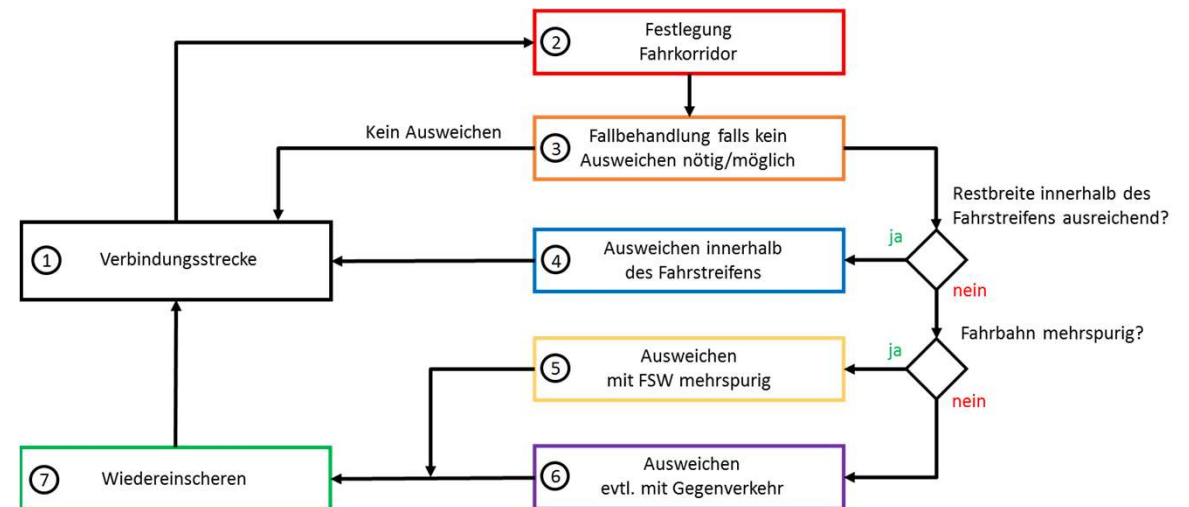 2
Festlegung
Fahrkorridor
Kein Ausweichen
3
Fallbehandlung falls kein
Ausweichen nötig/möglich
Restbreite innerhalb des
Fahrstreifens ausreichend?
1
Verbindungsstrecke
4
Ausweichen innerhalb
des Fahrstreifens
ja
nein
Fahrbahn mehrspurig?
5
Ausweichen
mit FSW mehrspurig
ja
nein
7
Wiedereinscheren
6
Ausweichen
evtl. mit Gegenverkehr